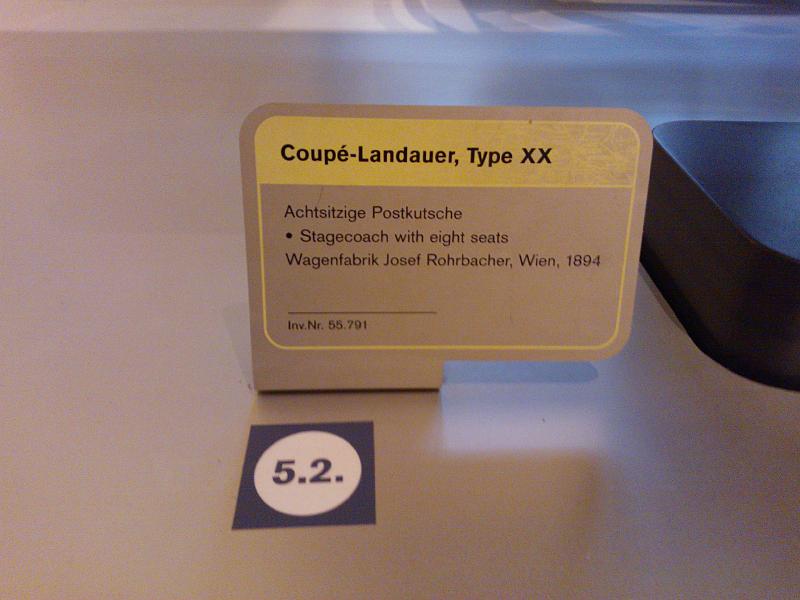 Coupé-Landauer, Type XX
Achtsitzige Postkutsche
• Stagecoach with eight seats
Wagenfabrik Josef Rohrbacher, Wien, 1894
Inv.Nr. 55.791
5.2.